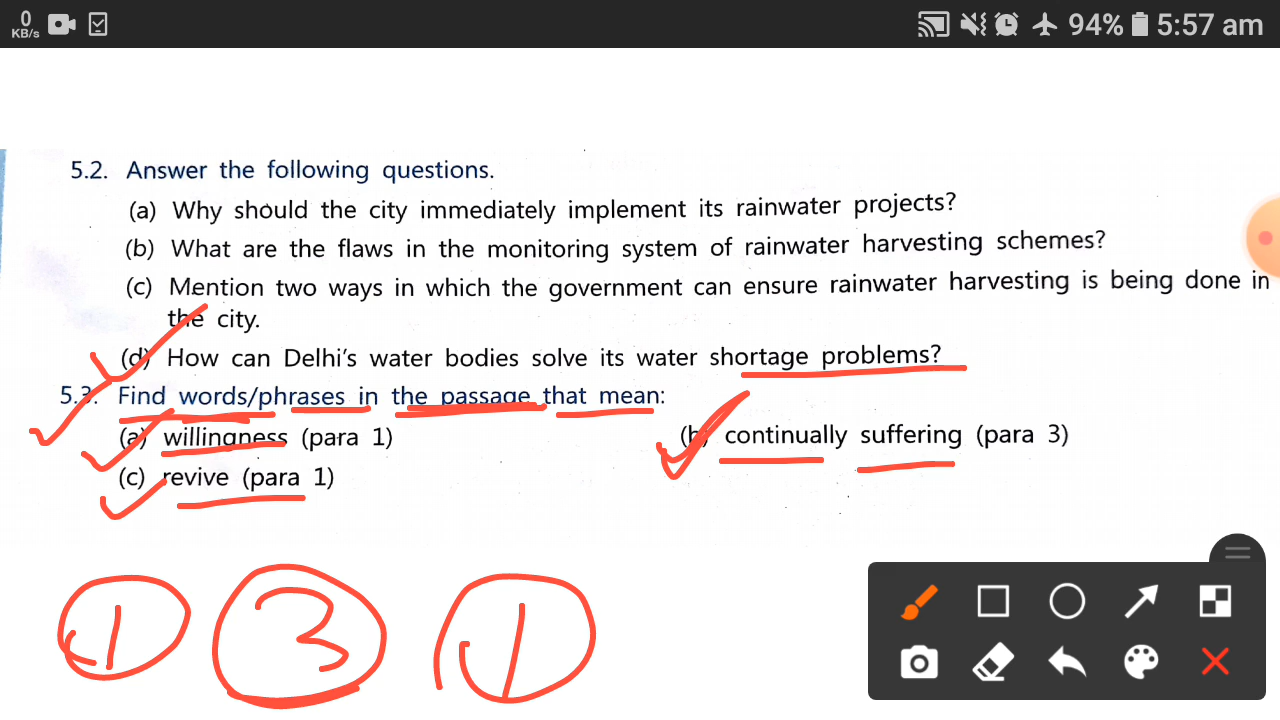 0
KB/s
94% 5:57 am
5.2. Answer the following questions.
(a) Why should the city immediately implement its rainwater projects?
(b) What are the flaws in the monitoring system of rainwater harvesting schemes?
(c) Mention two ways in which the government can ensure rainwater harvesting is being done in
the city.
(d) How can Delhi's water bodies solve its water shortage problems?
5.3. Find words/phrases in the passage that mean:
(a) willingness (para 1) (b) continually suffering (para 3)
(c) revive (para 1)
1 3 1